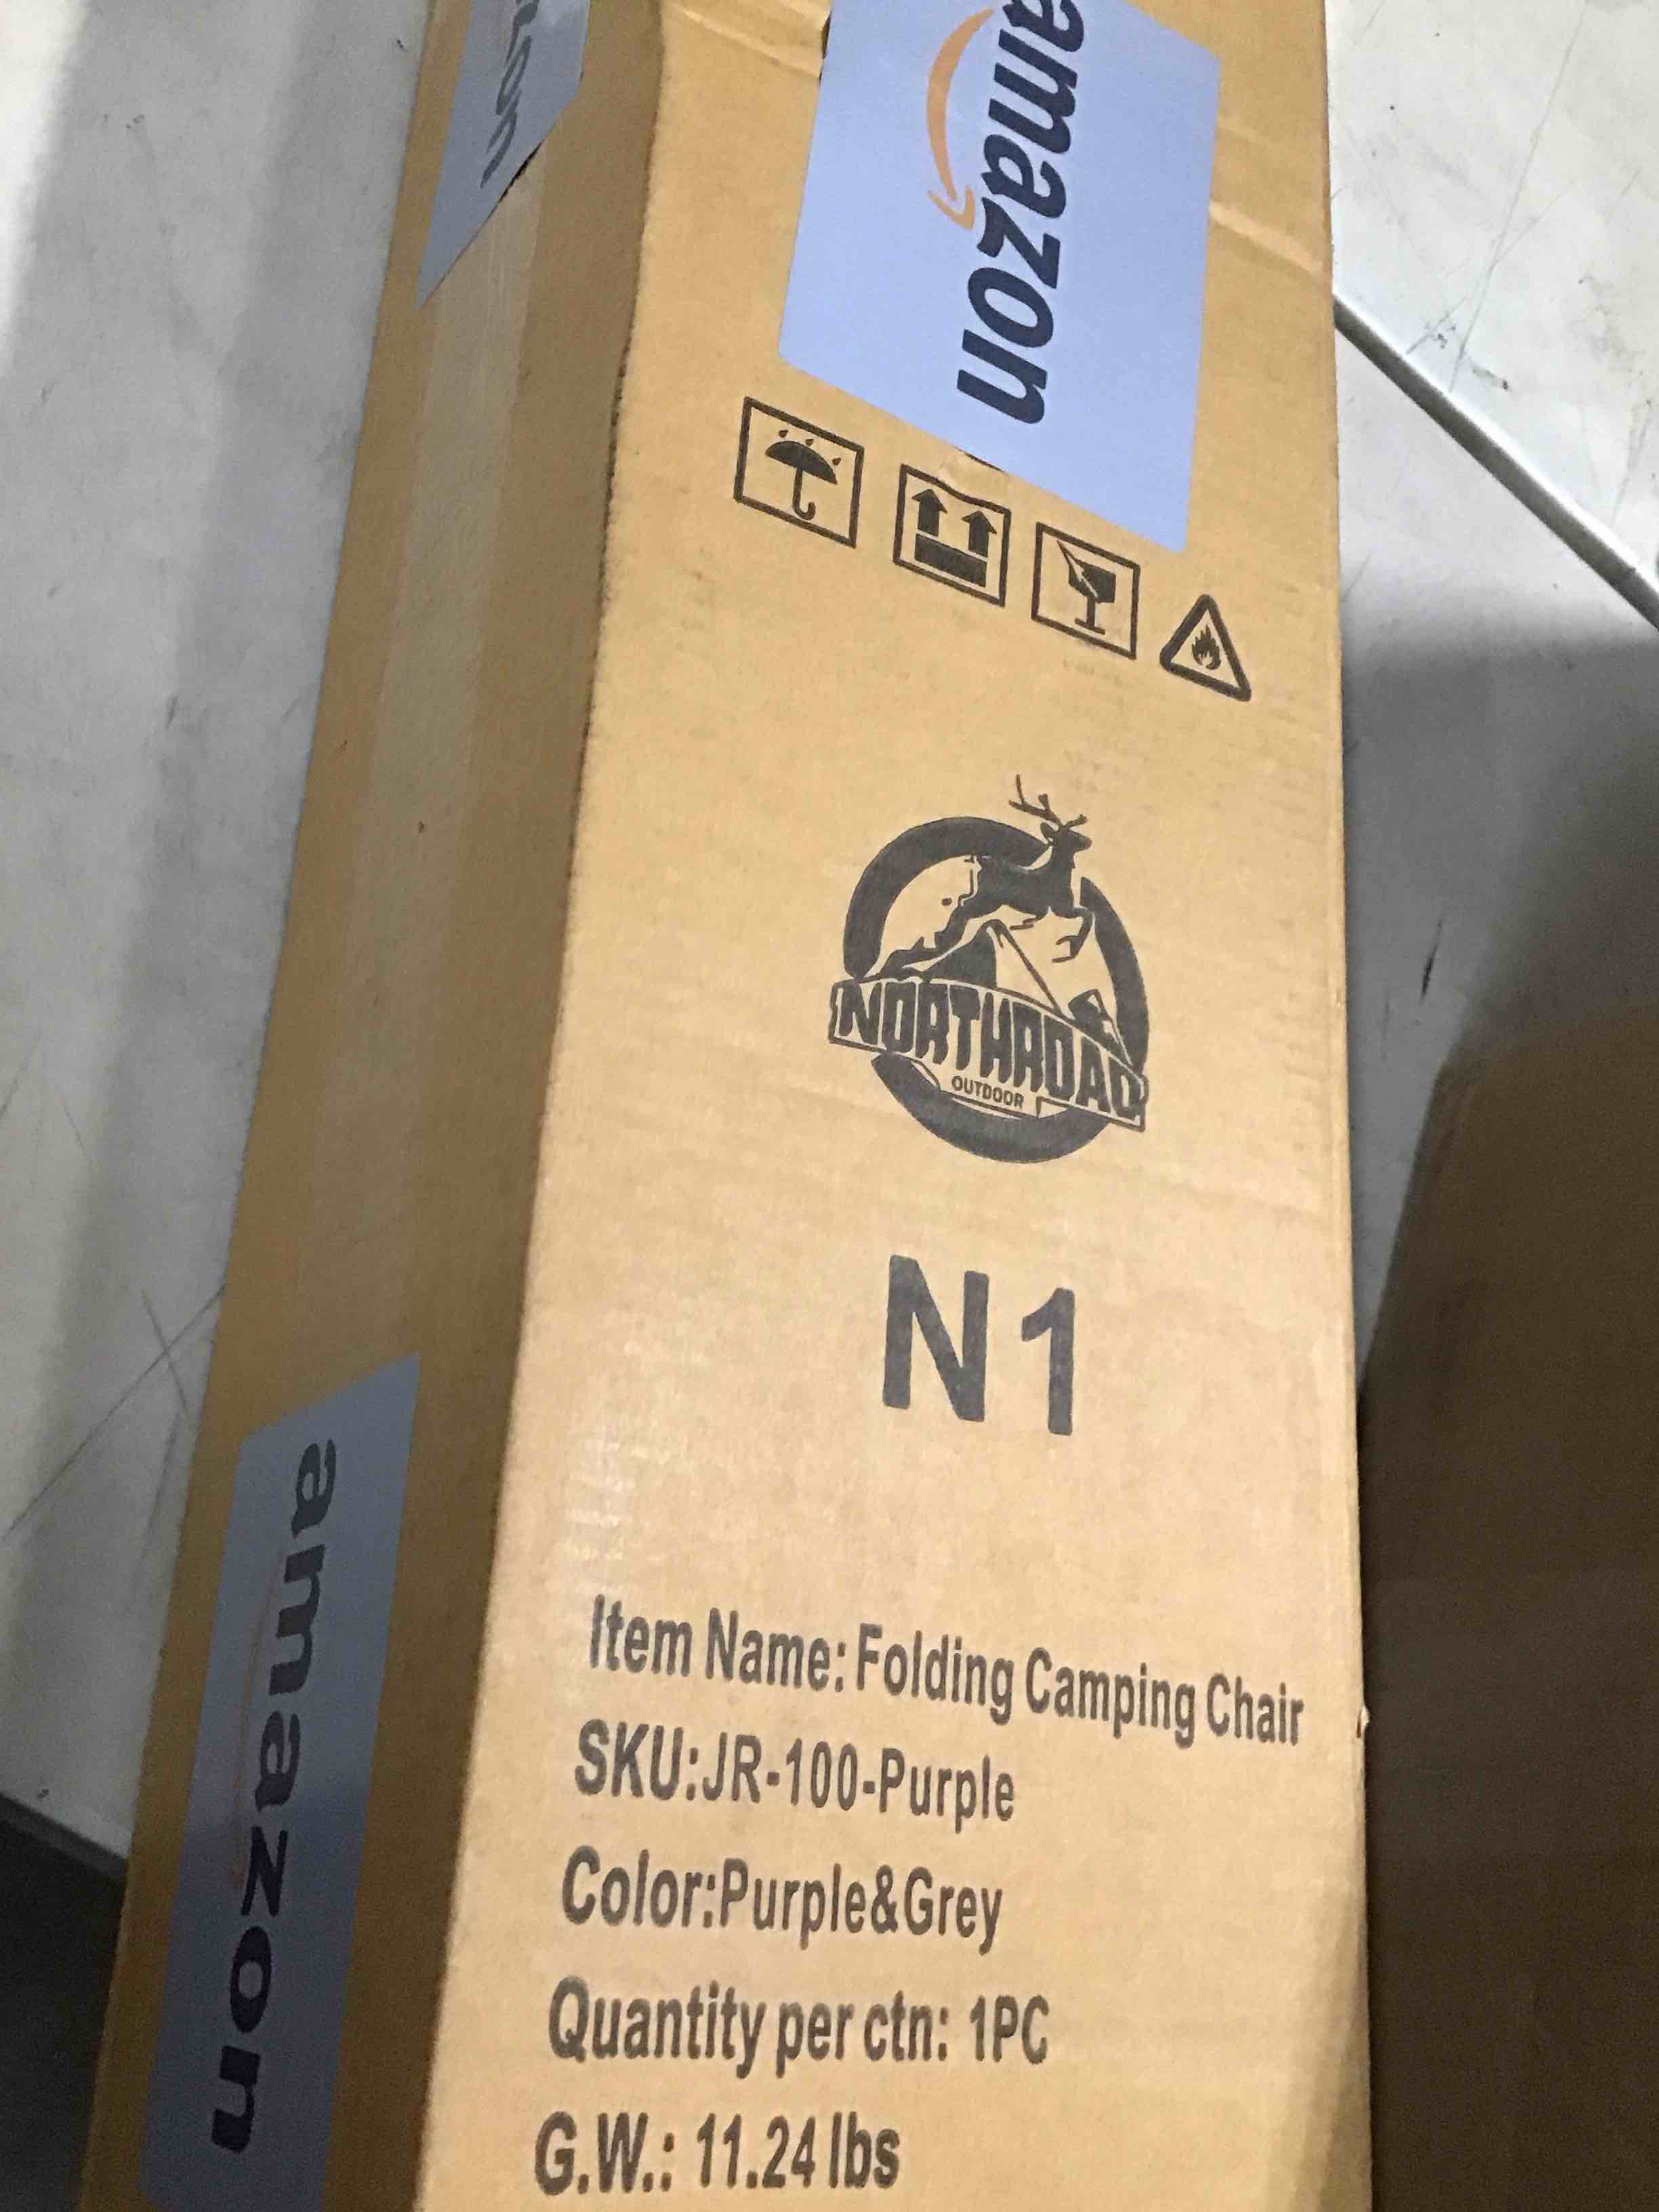 amazon
NORTHROAD
OUTDOOR
N1
Item Name: Folding Camping Chair
SKU:JR-100-Purple
Color:Purple&Grey
Quantity per ctn: 1PC
G.W.: 11.24 lbs
amazon